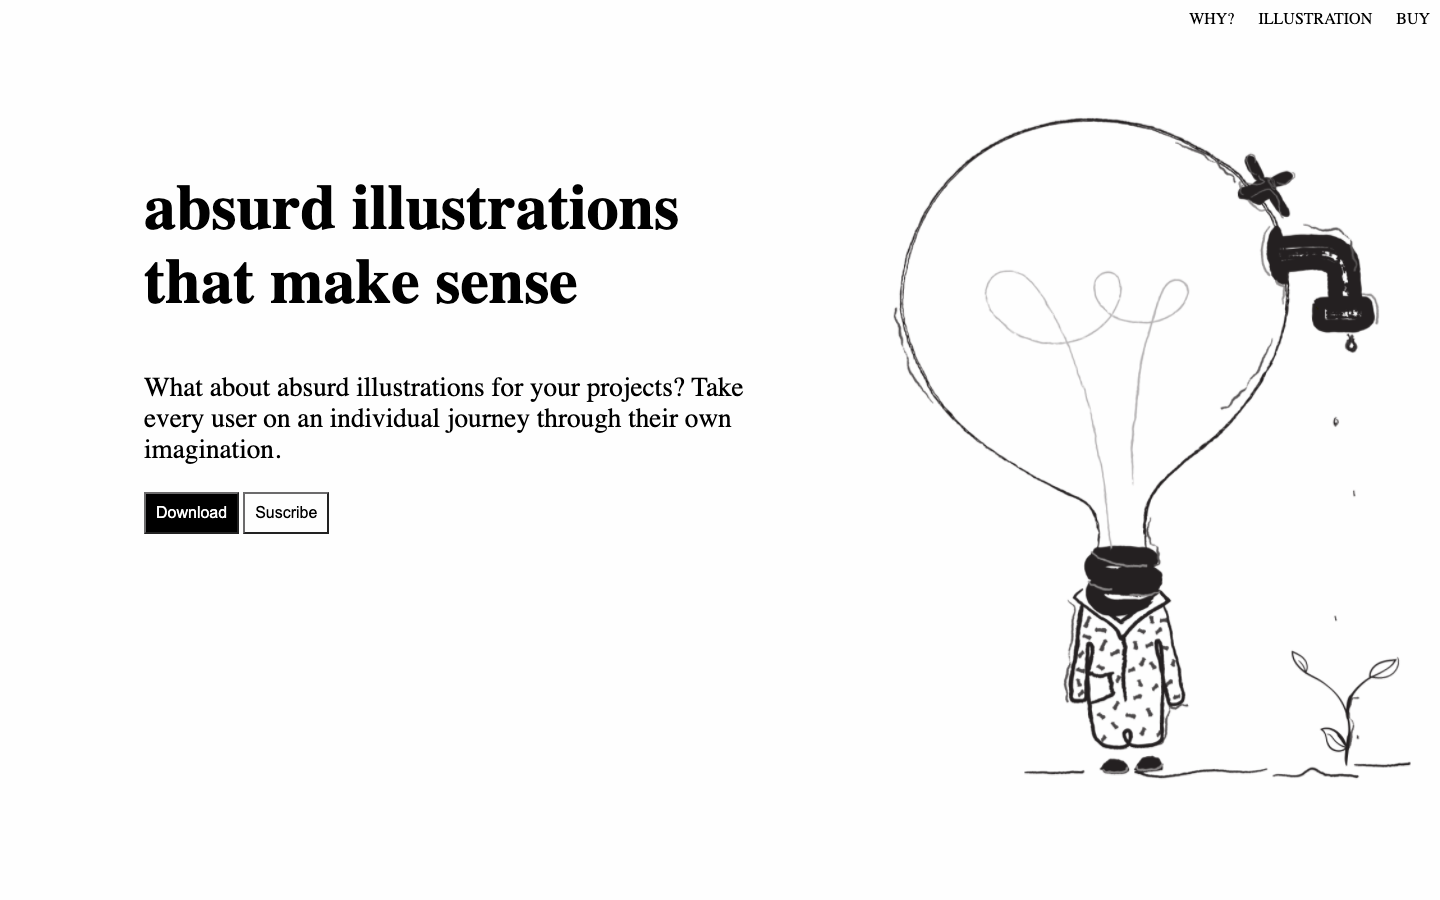 WHY? ILLUSTRATION BUY
absurd illustrations
that make sense
What about absurd illustrations for your projects? Take
every user on an individual journey through their own
imagination.
Download Suscribe